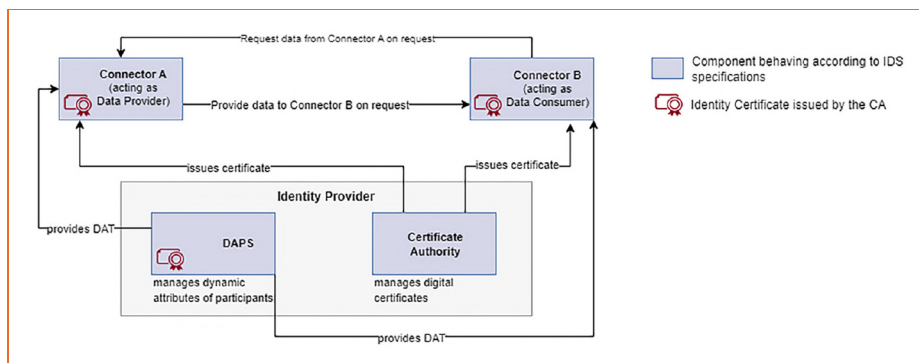 Request data from Connector A on request
Connector A
(acting as
Data Provider)
Connector B
(acting as
Data Consumer)
Provide data to Connector B on request
Component behaving according to IDS
specifications
Identity Certificate issued by the CA
issues certificate
issues certificate
Identity Provider
provides DAT
DAPS
Certificate
Authority
manages dynamic
attributes of participants
manages digital
certificates
provides DAT